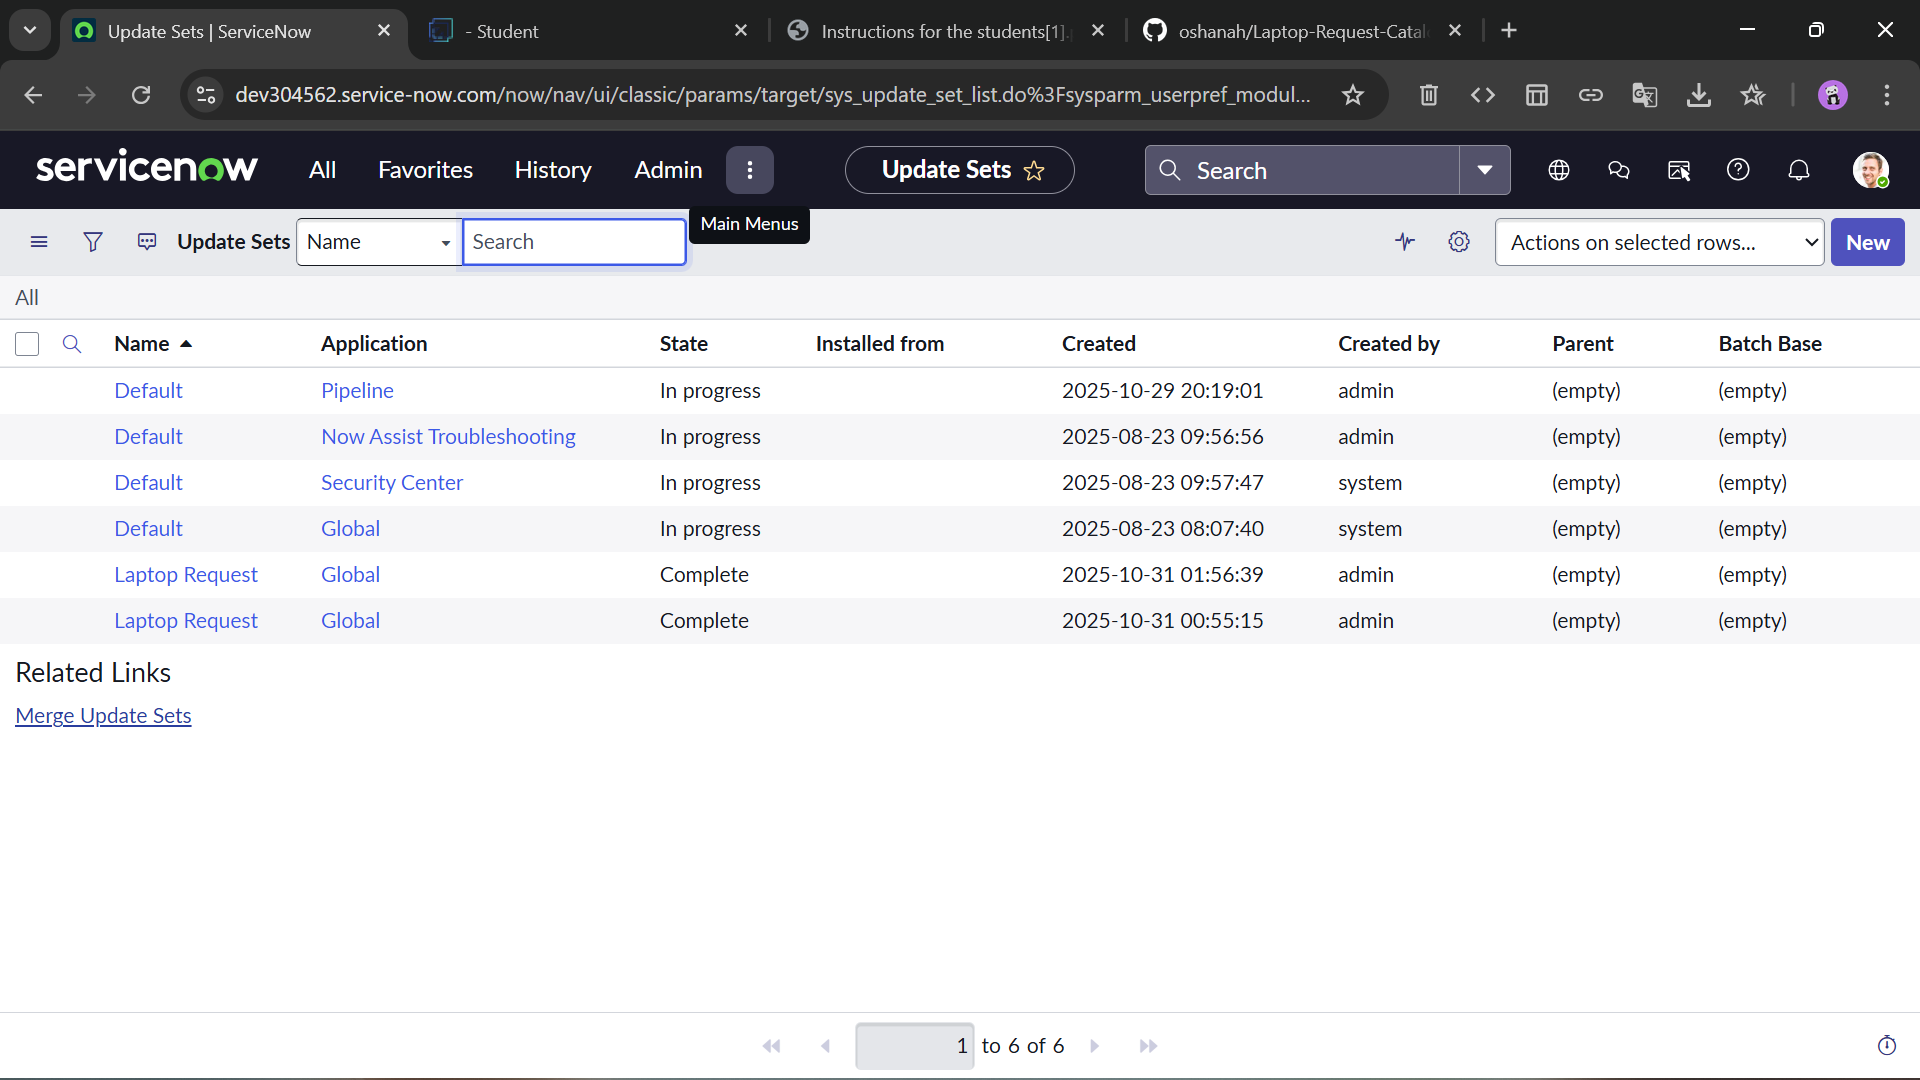 Update Sets | ServiceNow
- Student
Instructions for the students[1].
oshanah/Laptop-Request-Catal
dev304562.service-now.com/now/nav/ui/classic/params/target/sys_update_set_list.do%3Fsysparm_userpref_modul...
servicenow
All
Favorites
History
Admin
Update Sets
Search
Main Menus
Update Sets
Name
Search
Actions on selected rows...
New
All
Name Application State Installed from Created Created by Parent Batch Base
Default Pipeline In progress 2025-10-29 20:19:01 admin (empty) (empty)
Default Now Assist Troubleshooting In progress 2025-08-23 09:56:56 admin (empty) (empty)
Default Security Center In progress 2025-08-23 09:57:47 system (empty) (empty)
Default Global In progress 2025-08-23 08:07:40 system (empty) (empty)
Laptop Request Global Complete 2025-10-31 01:56:39 admin (empty) (empty)
Laptop Request Global Complete 2025-10-31 00:55:15 admin (empty) (empty)
Related Links
Merge Update Sets
1 to 6 of 6